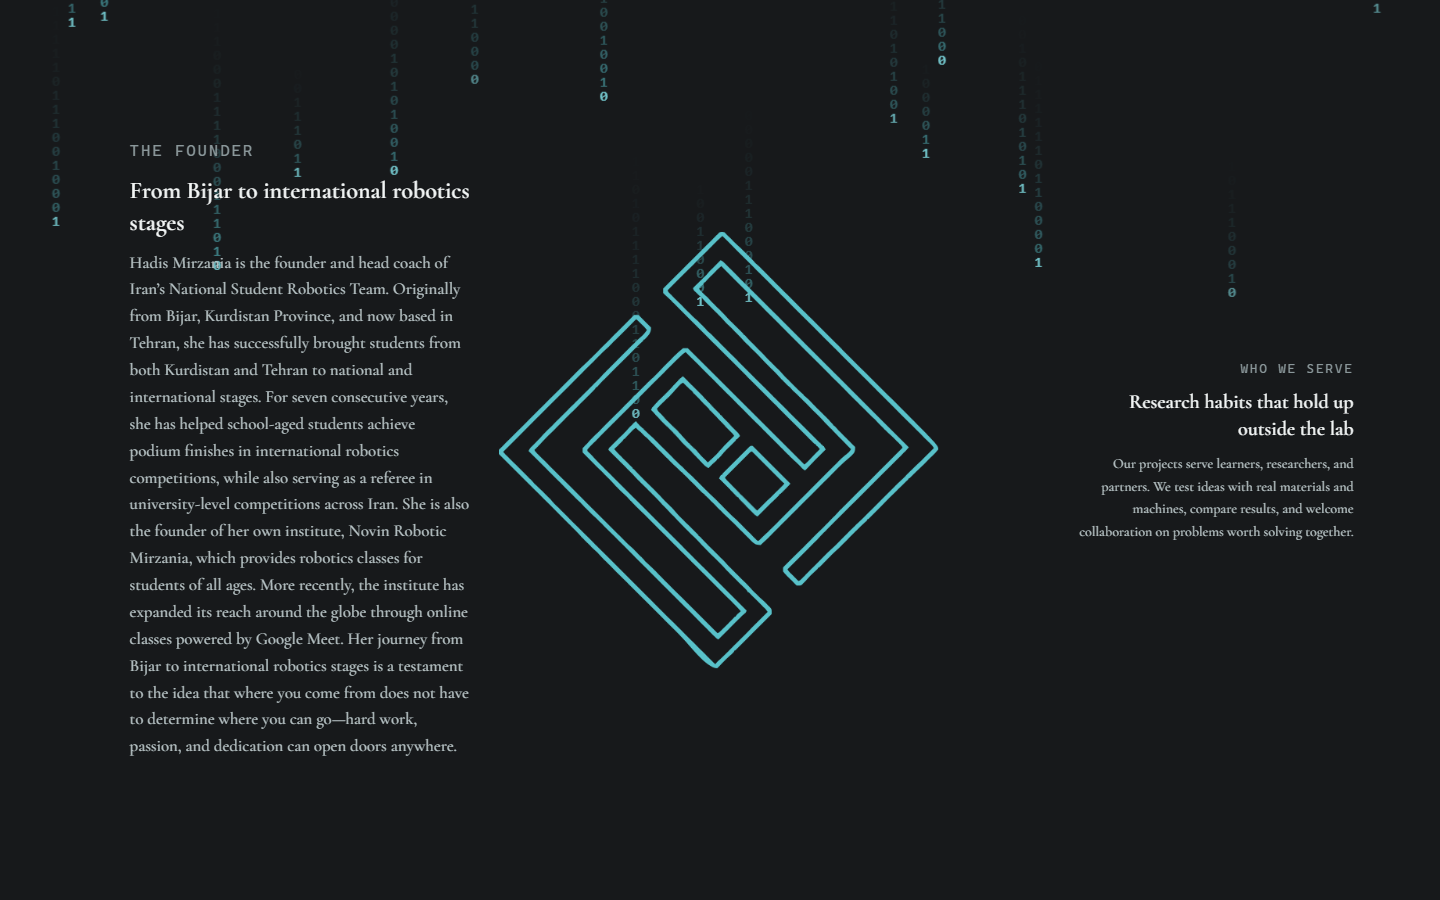 THE FOUNDER
From Bijar to international robotics
stages
Hadis Mirzania is the founder and head coach of
Iran’s National Student Robotics Team. Originally
from Bijar, Kurdistan Province, and now based in
Tehran, she has successfully brought students from
both Kurdistan and Tehran to national and
international stages. For seven consecutive years,
she has helped school-aged students achieve
podium finishes in international robotics
competitions, while also serving as a referee in
university-level competitions across Iran. She is also
the founder of her own institute, Novin Robotic
Mirzania, which provides robotics classes for
students of all ages. More recently, the institute has
expanded its reach around the globe through online
classes powered by Google Meet. Her journey from
Bijar to international robotics stages is a testament
to the idea that where you come from does not have
to determine where you can go—hard work,
passion, and dedication can open doors anywhere.
WHO WE SERVE
Research habits that hold up
outside the lab
Our projects serve learners, researchers, and
partners. We test ideas with real materials and
machines, compare results, and welcome
collaboration on problems worth solving together.